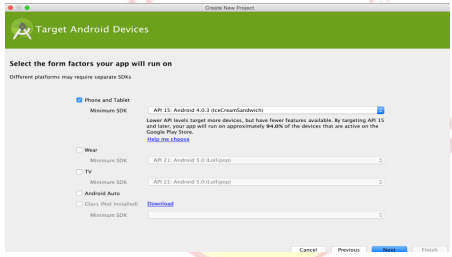 Create New Project
Target Android Devices
Select the form factors your app will run on
Different platforms may require separate SDKs
Phone and Tablet
Minimum SDK
API 15: Android 4.0.3 (IceCreamSandwich)
Lower API levels target more devices, but have fewer features available. By targeting API 15
and later, your app will run on approximately 94.0% of the devices that are active on the
Google Play Store.
Help me choose
Wear
Minimum SDK
API 21: Android 5.0 (Lollipop)
TV
Minimum SDK
API 21: Android 5.0 (Lollipop)
Android Auto
Glass (Not Installed)
Download
Minimum SDK
Cancel
Previous
Next
Finish